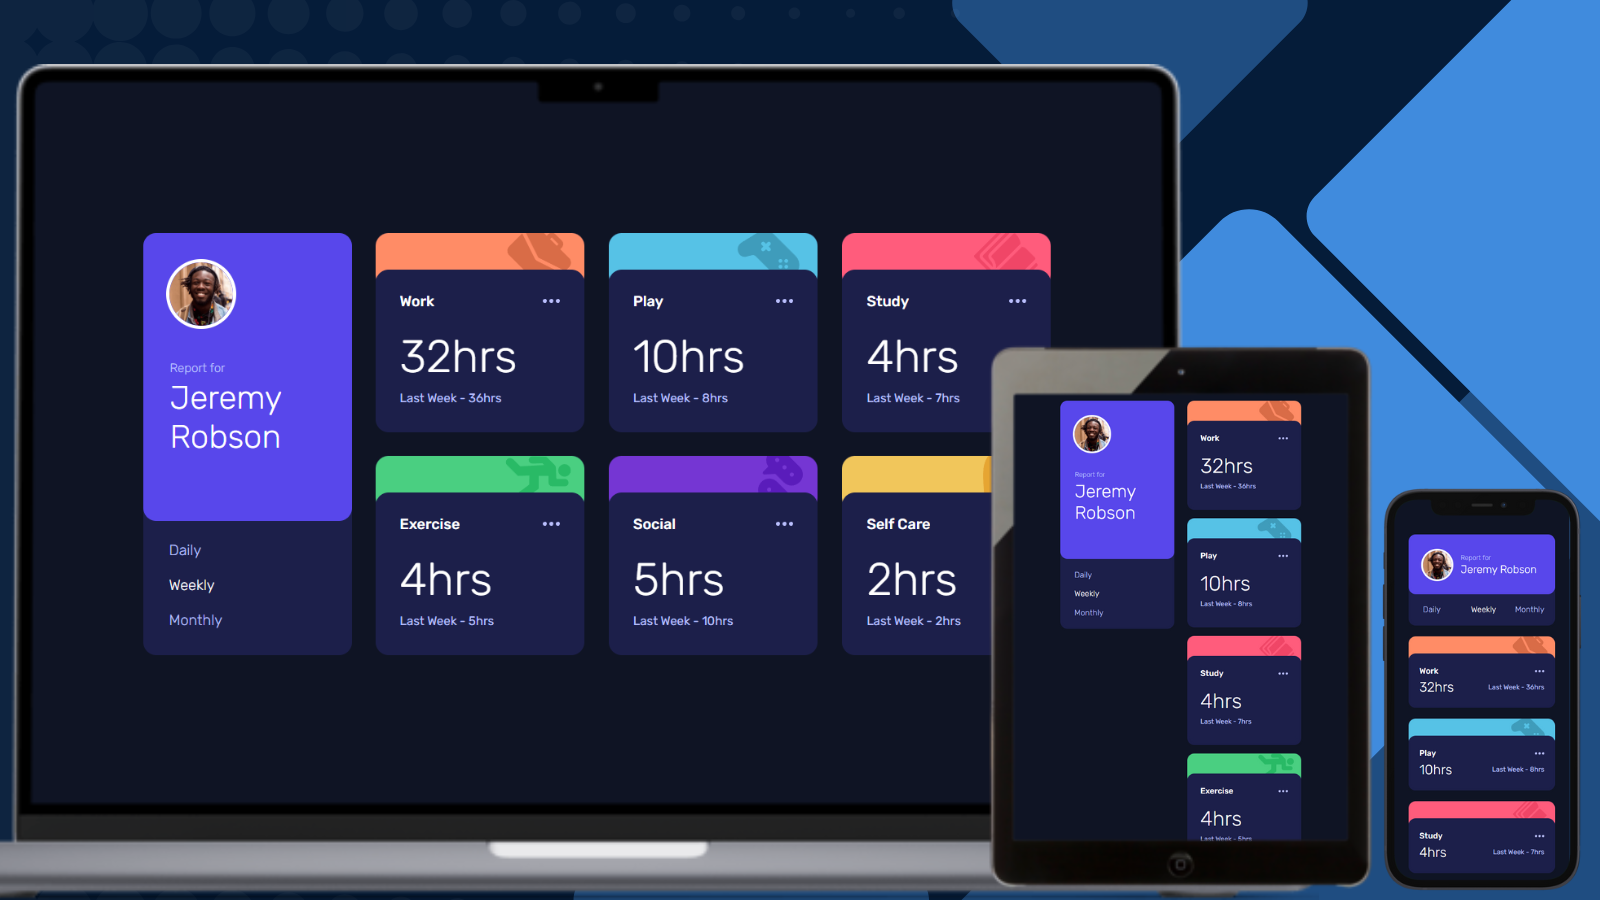 Report for
Jeremy
Robson
Daily
Weekly
Monthly
Work
32hrs
Last Week - 36hrs
Play
10hrs
Last Week - 8hrs
Study
4hrs
Last Week - 7hrs
Exercise
4hrs
Last Week - 5hrs
Social
5hrs
Last Week - 10hrs
Self Care
2hrs
Last Week - 2hrs
Report for
Jeremy
Robson
Daily
Weekly
Monthly
Work
32hrs
Last Week - 36hrs
Play
10hrs
Last Week - 8hrs
Study
4hrs
Last Week - 7hrs
Exercise
4hrs
Last Week - 5hrs
Report for
Jeremy Robson
Daily Weekly Monthly
Work
32hrs Last Week - 36hrs
Play
10hrs Last Week - 8hrs
Study
4hrs Last Week - 7hrs